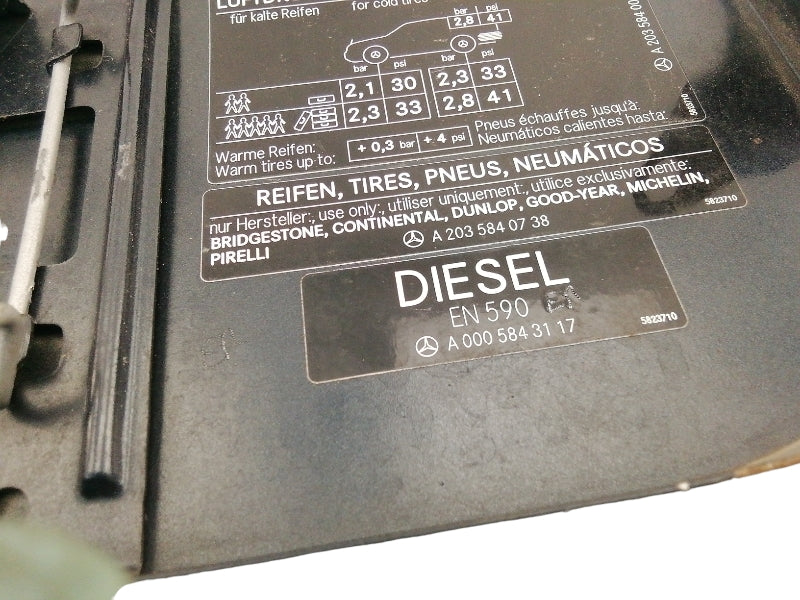 für kalte Reifen for cold tires
2,8 41
A 203 584 00
bar psi bar psi
2,1 30 2,3 33
2,3 33 2,8 41
Warme Reifen: + 0,3 bar + 4 psi Pneus échauffes jusqu'à:
Warm tires up to: Neumáticos calientes hasta:
REIFEN, TIRES, PNEUS, NEUMÁTICOS
nur Hersteller:, use only:, utiliser uniquement:, utilice exclusivamente:
BRIDGESTONE, CONTINENTAL, DUNLOP, GOOD-YEAR, MICHELIN,
PIRELLI
A 203 584 07 38
5823710
DIESEL
EN 590
A 000 584 31 17
5823710